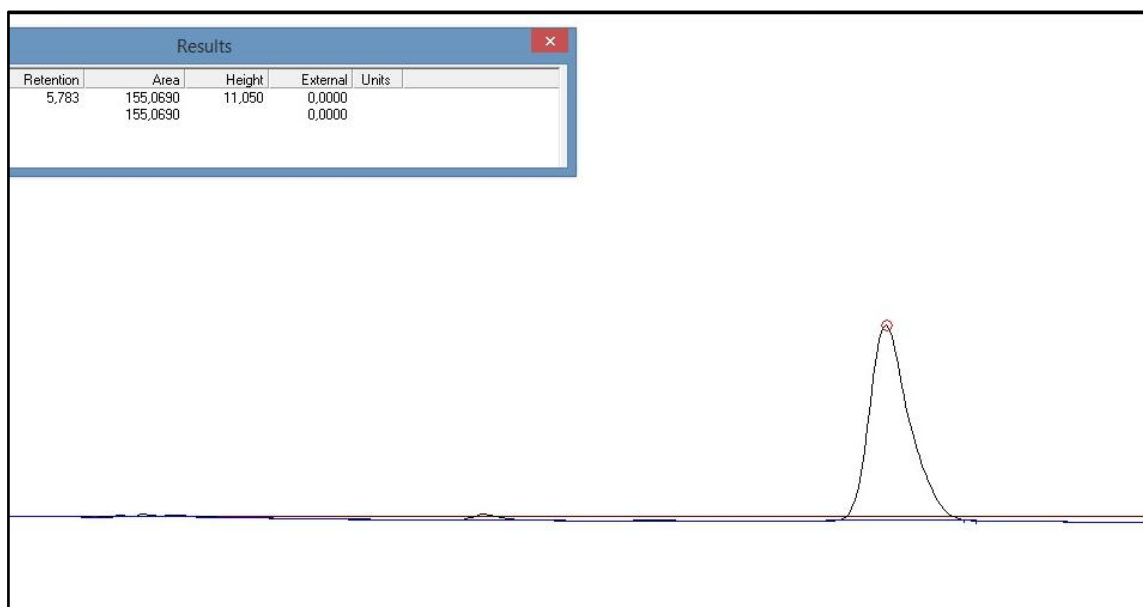 Results
Retention Area Height External Units
5,783 155,0690 11,050 0,0000
155,0690 0,0000